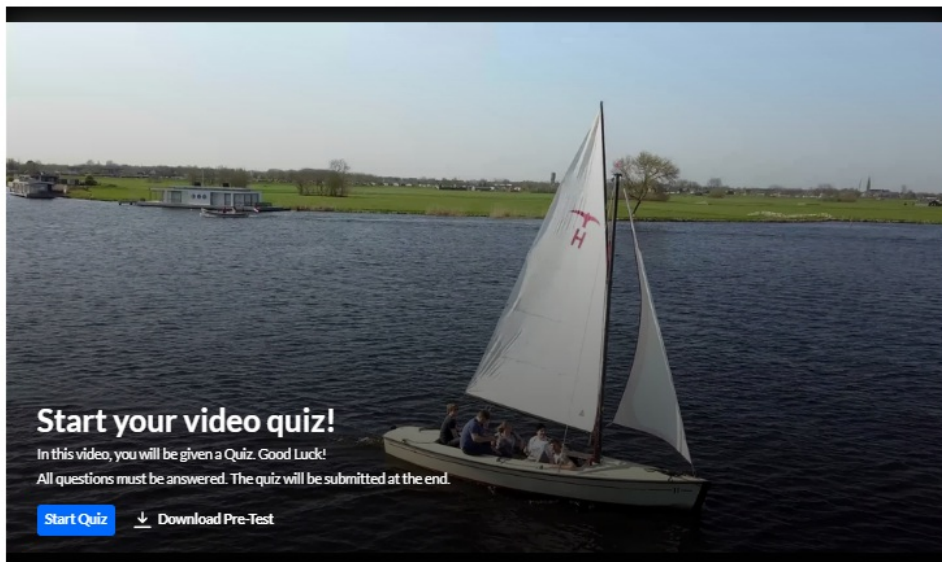 H
Start your video quiz!
In this video, you will be given a Quiz. Good Luck!
All questions must be answered. The quiz will be submitted at the end.
Start Quiz
Download Pre-Test